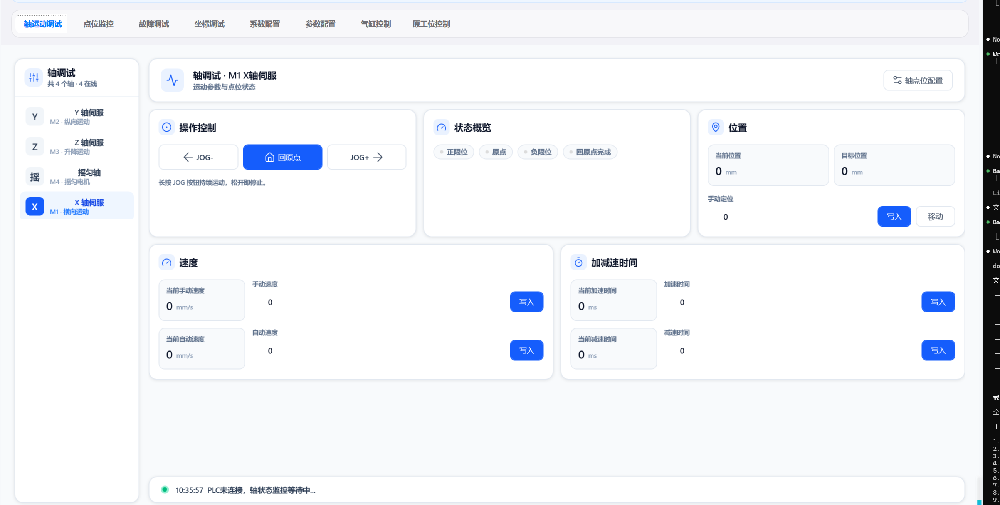 轴运动调试 点位监控 故障调试 坐标调试 系数配置 参数配置 气缸控制 原工位控制
轴调试
共 4 个轴 · 4 在线
Y Y 轴伺服
M2 · 纵向运动
Z Z 轴伺服
M3 · 升降运动
摇 摇匀轴
M4 · 摇匀电机
X X 轴伺服
M1 · 横向运动
轴调试 · M1 X轴伺服
运动参数与点位状态
轴点位配置
操作控制
JOG- 回原点 JOG+
长按 JOG 按钮持续运动，松开即停止。
状态概览
正限位 原点 负限位 回原点完成
位置
当前位置 目标位置
0 mm 0 mm
手动定位
0 写入 移动
速度
当前手动速度 手动速度
0 mm/s 0 写入
当前自动速度 自动速度
0 mm/s 0 写入
加减速时间
当前加速时间 加速时间
0 ms 0 写入
当前减速时间 减速时间
0 ms 0 写入
10:35:57 PLC未连接，轴状态监控等待中...
No
Wr
No
Ba
Li
文
Ba
Wo
do
文
截
全
主
1.
2.
3.
4.
5.
6.
7.
8.
9.